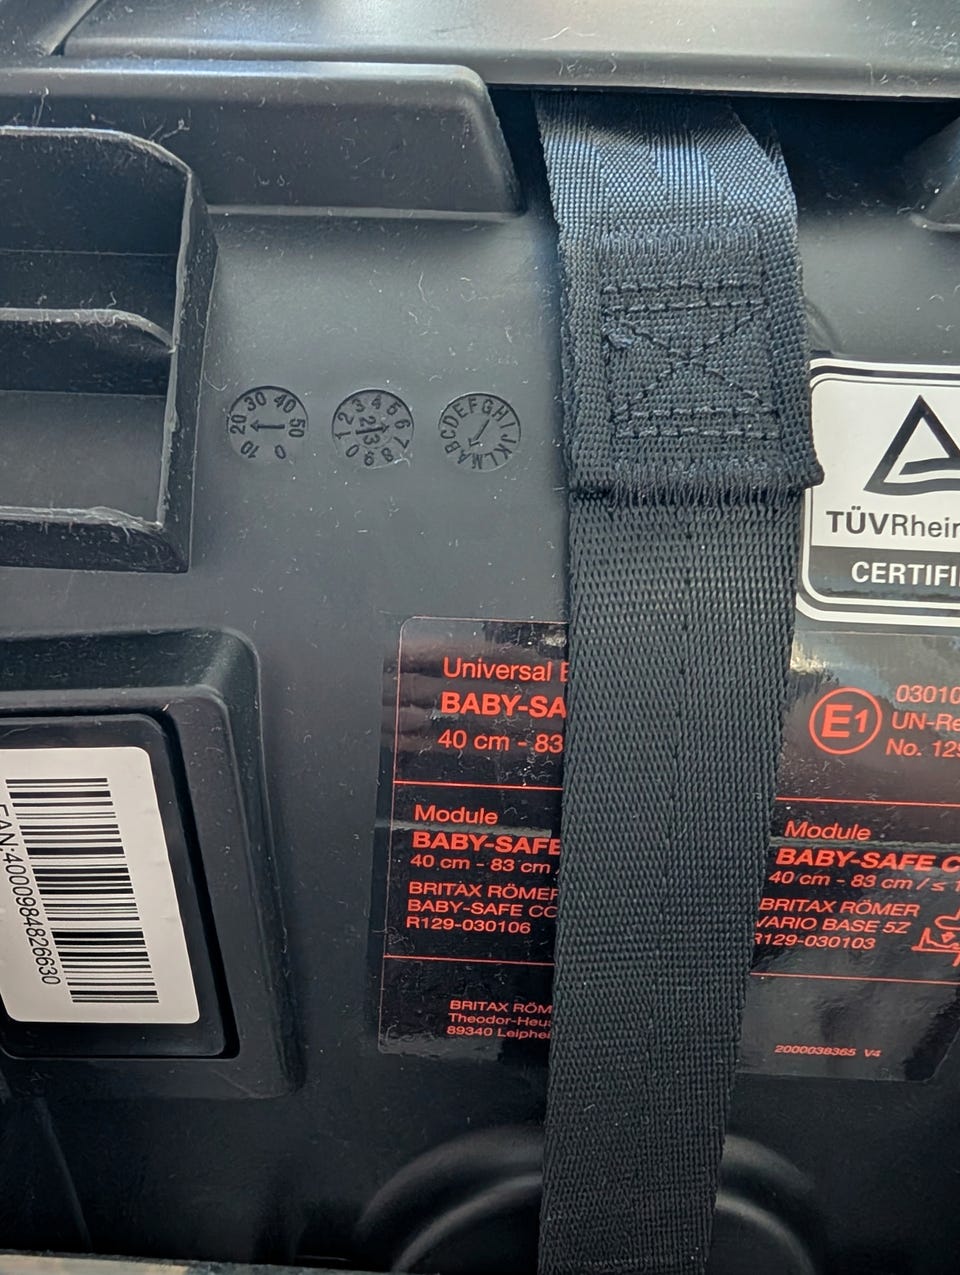 0 10 20 30 40 50
0 1 2 3 4 5 6 7 8 9
ABCDEFGHIJKLM
TÜVRhein
CERTIFI
Universal
BABY-SA
40 cm - 83
E1
03010
UN-Re
No. 129
Module
BABY-SAFE
40 cm - 83 cm
BRITAX RÖMER
BABY-SAFE CO
R129-030106
Module
BABY-SAFE C
40 cm - 83 cm / ≤ 1
BRITAX RÖMER
VARIO BASE 5Z
R129-030103
BRITAX RÖM
Theodor-Heus
89340 Leiphe
2000038365 V4
EAN:4000984826630